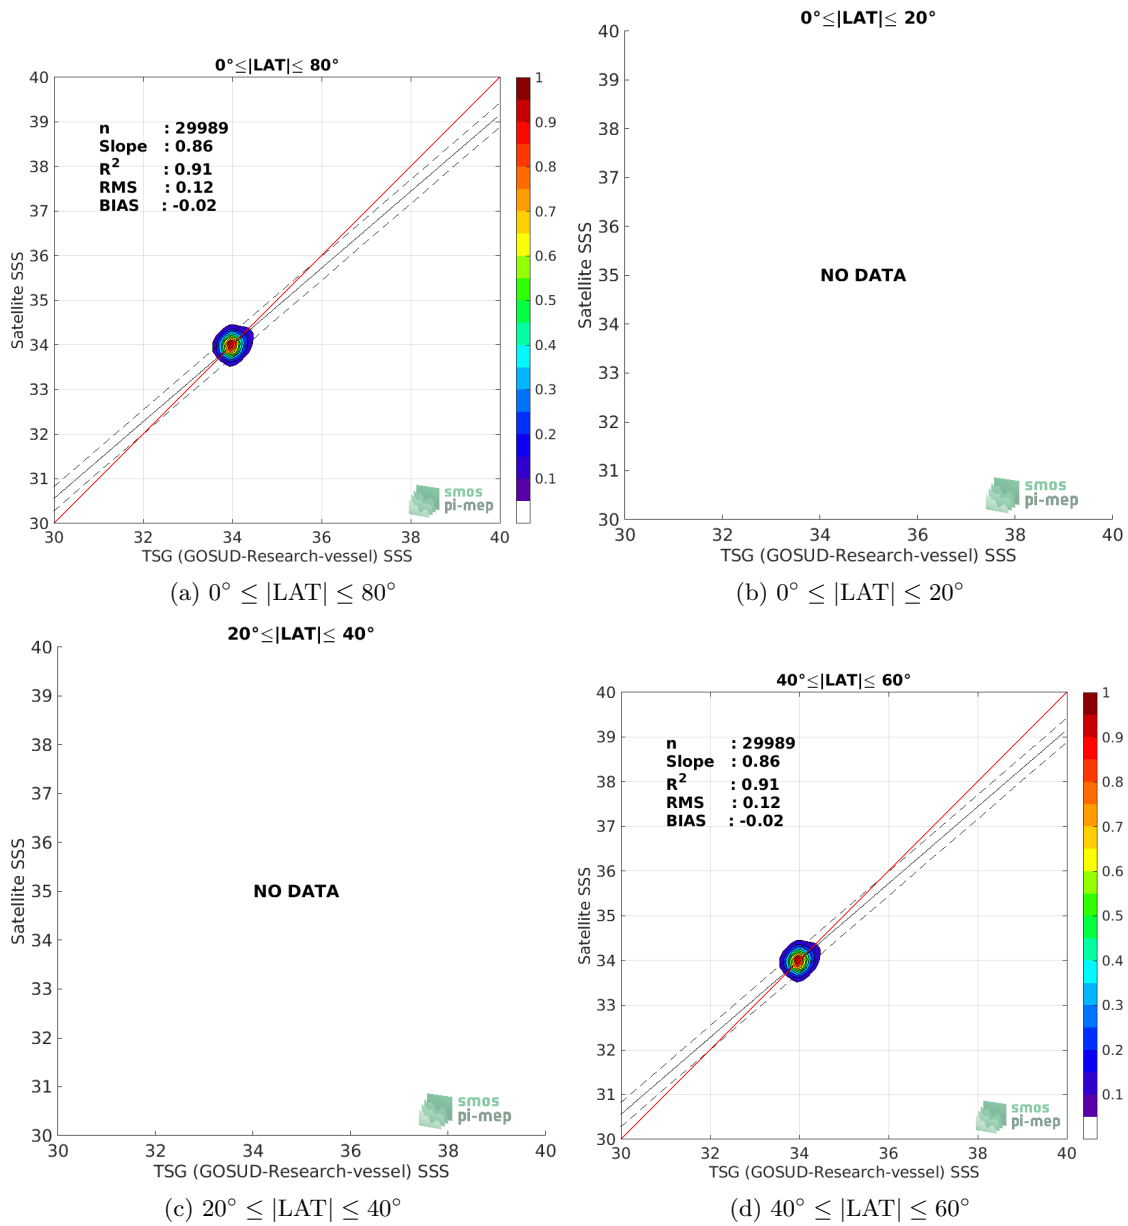 0°≤|LAT|≤ 80°
n : 29989
Slope : 0.86
R2 : 0.91
RMS : 0.12
BIAS : -0.02
40
39
38
37
36
35
34
33
32
31
30
30 32 34 36 38 40
Satellite SSS
TSG (GOSUD-Research-vessel) SSS
1
0.9
0.8
0.7
0.6
0.5
0.4
0.3
0.2
0.1
smos
pi-mep
(a) 0° ≤ |LAT| ≤ 80°
0°≤|LAT|≤ 20°
40
39
38
37
36
35
34
33
32
31
30
30 32 34 36 38 40
Satellite SSS
NO DATA
TSG (GOSUD-Research-vessel) SSS
smos
pi-mep
(b) 0° ≤ |LAT| ≤ 20°
20°≤|LAT|≤ 40°
40
39
38
37
36
35
34
33
32
31
30
30 32 34 36 38 40
Satellite SSS
NO DATA
TSG (GOSUD-Research-vessel) SSS
smos
pi-mep
(c) 20° ≤ |LAT| ≤ 40°
40°≤|LAT|≤ 60°
n : 29989
Slope : 0.86
R2 : 0.91
RMS : 0.12
BIAS : -0.02
40
39
38
37
36
35
34
33
32
31
30
30 32 34 36 38 40
Satellite SSS
TSG (GOSUD-Research-vessel) SSS
1
0.9
0.8
0.7
0.6
0.5
0.4
0.3
0.2
0.1
smos
pi-mep
(d) 40° ≤ |LAT| ≤ 60°